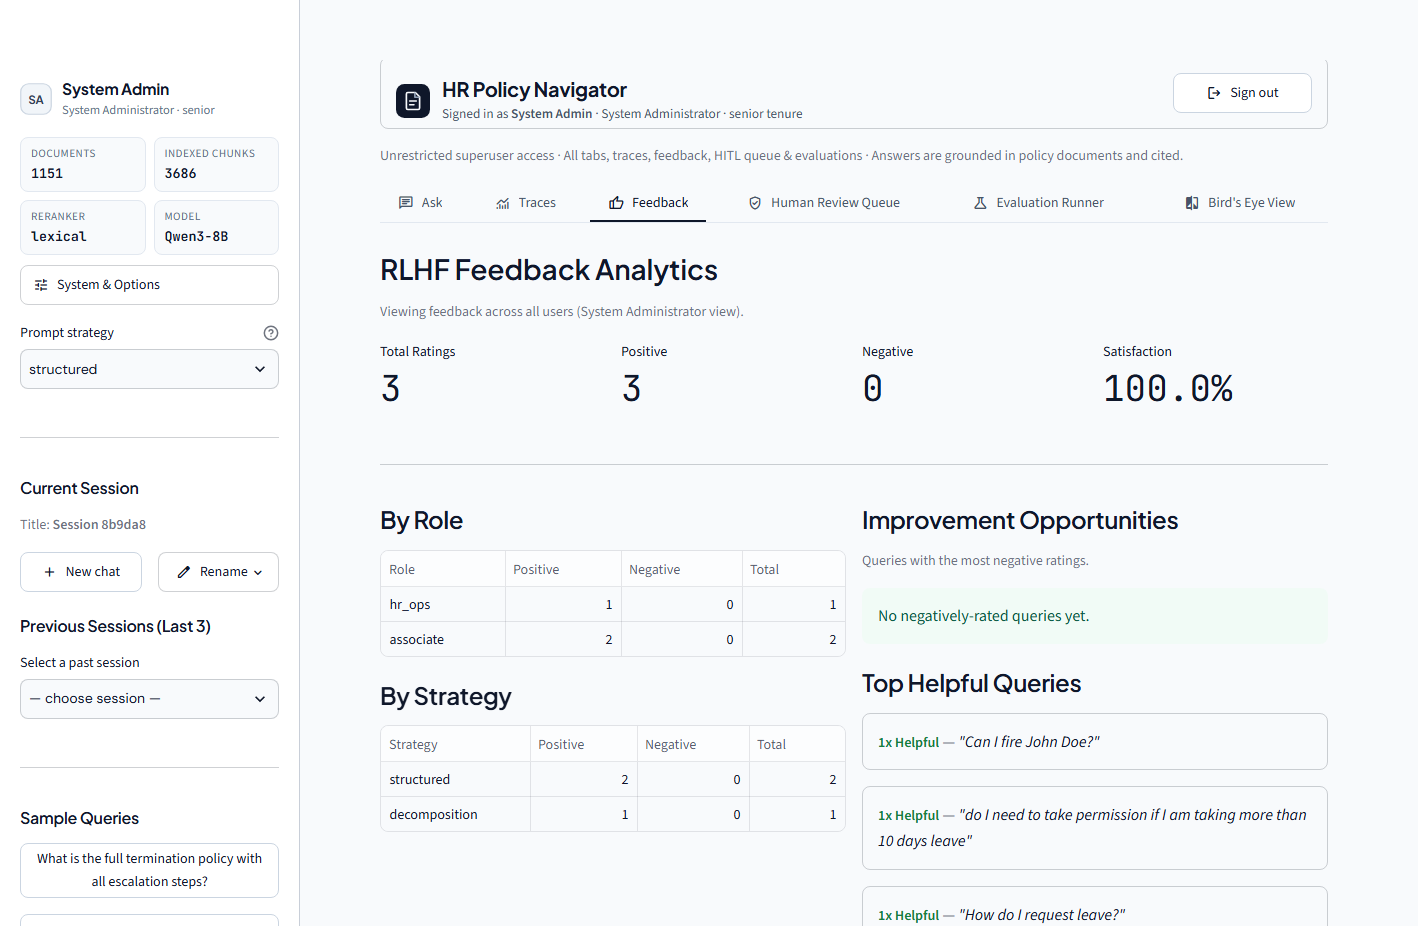 SA
System Admin
System Administrator · senior
DOCUMENTS
1151
INDEXED CHUNKS
3686
RERANKER
lexical
MODEL
Qwen3-8B
System & Options
Prompt strategy
structured
Current Session
Title: Session 8b9da8
New chat
Rename
Previous Sessions (Last 3)
Select a past session
— choose session —
Sample Queries
What is the full termination policy with
all escalation steps?
HR Policy Navigator
Signed in as System Admin · System Administrator · senior tenure
Sign out
Unrestricted superuser access · All tabs, traces, feedback, HITL queue & evaluations · Answers are grounded in policy documents and cited.
Ask
Traces
Feedback
Human Review Queue
Evaluation Runner
Bird's Eye View
RLHF Feedback Analytics
Viewing feedback across all users (System Administrator view).
Total Ratings
3
Positive
3
Negative
0
Satisfaction
100.0%
By Role
Role Positive Negative Total
hr_ops 1 0 1
associate 2 0 2
By Strategy
Strategy Positive Negative Total
structured 2 0 2
decomposition 1 0 1
Improvement Opportunities
Queries with the most negative ratings.
No negatively-rated queries yet.
Top Helpful Queries
1x Helpful — "Can I fire John Doe?"
1x Helpful — "do I need to take permission if I am taking more than
10 days leave"
1x Helpful — "How do I request leave?"